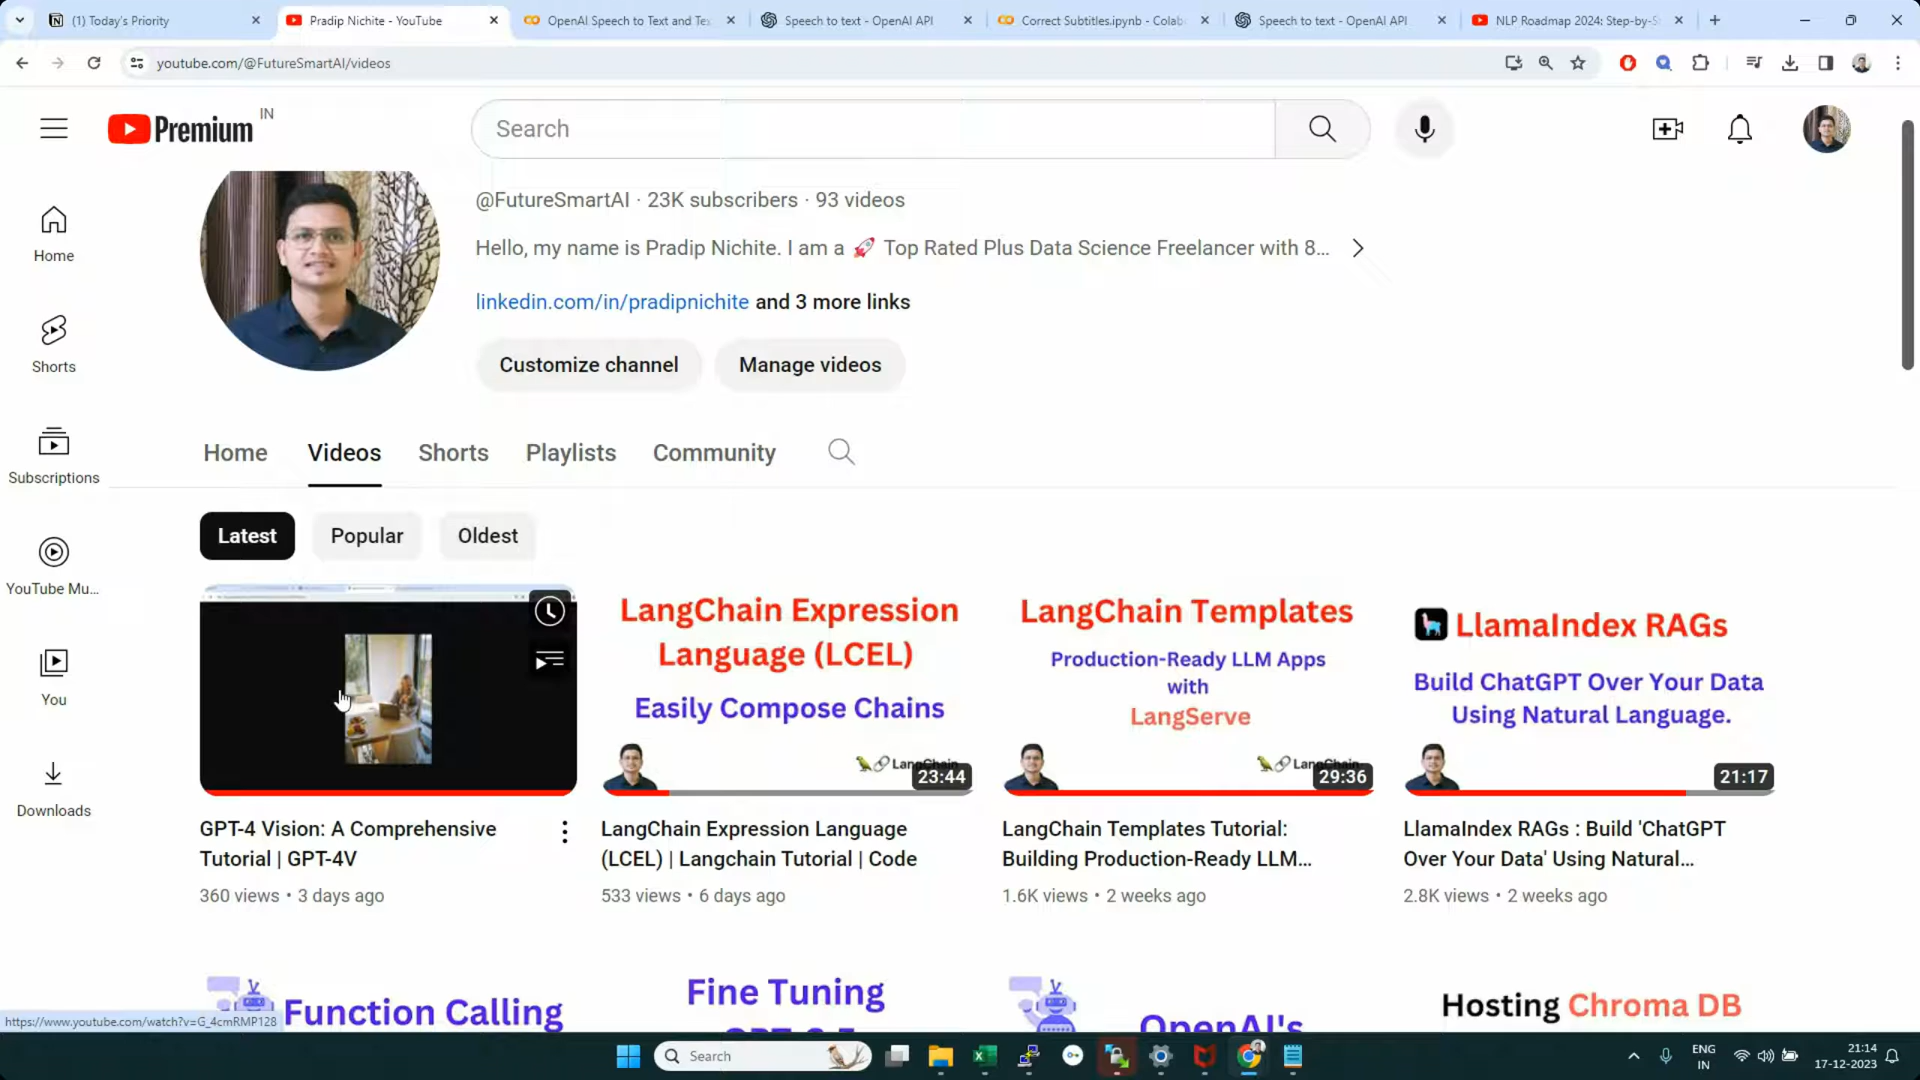 (1) Today's Priority
Pradip Nichite - YouTube
OpenAI Speech to Text and Te
Speech to text - OpenAI API
Correct Subtitles.ipynb - Colab
Speech to text - OpenAI API
NLP Roadmap 2024: Step-by-S
youtube.com/@FutureSmartAI/videos
Premium
IN
Search
@FutureSmartAI · 23K subscribers · 93 videos
Hello, my name is Pradip Nichite. I am a 🚀 Top Rated Plus Data Science Freelancer with 8...
linkedin.com/in/pradipnichite and 3 more links
Customize channel
Manage videos
Home
Shorts
Subscriptions
YouTube Mu...
You
Downloads
Home
Videos
Shorts
Playlists
Community
Latest
Popular
Oldest
LangChain Expression
Language (LCEL)
Easily Compose Chains
LangChain
23:44
LangChain Templates
Production-Ready LLM Apps
with
LangServe
LangChain
29:36
LlamaIndex RAGs
Build ChatGPT Over Your Data
Using Natural Language.
21:17
GPT-4 Vision: A Comprehensive
Tutorial | GPT-4V
360 views • 3 days ago
LangChain Expression Language
(LCEL) | Langchain Tutorial | Code
533 views • 6 days ago
LangChain Templates Tutorial:
Building Production-Ready LLM...
1.6K views • 2 weeks ago
LlamaIndex RAGs : Build 'ChatGPT
Over Your Data' Using Natural...
2.8K views • 2 weeks ago
Function Calling
Fine Tuning
GPT-3.5
OpenAI's
Hosting Chroma DB
https://www.youtube.com/watch?v=G_4cmRMP128
Search
ENG
IN
21:14
17-12-2023